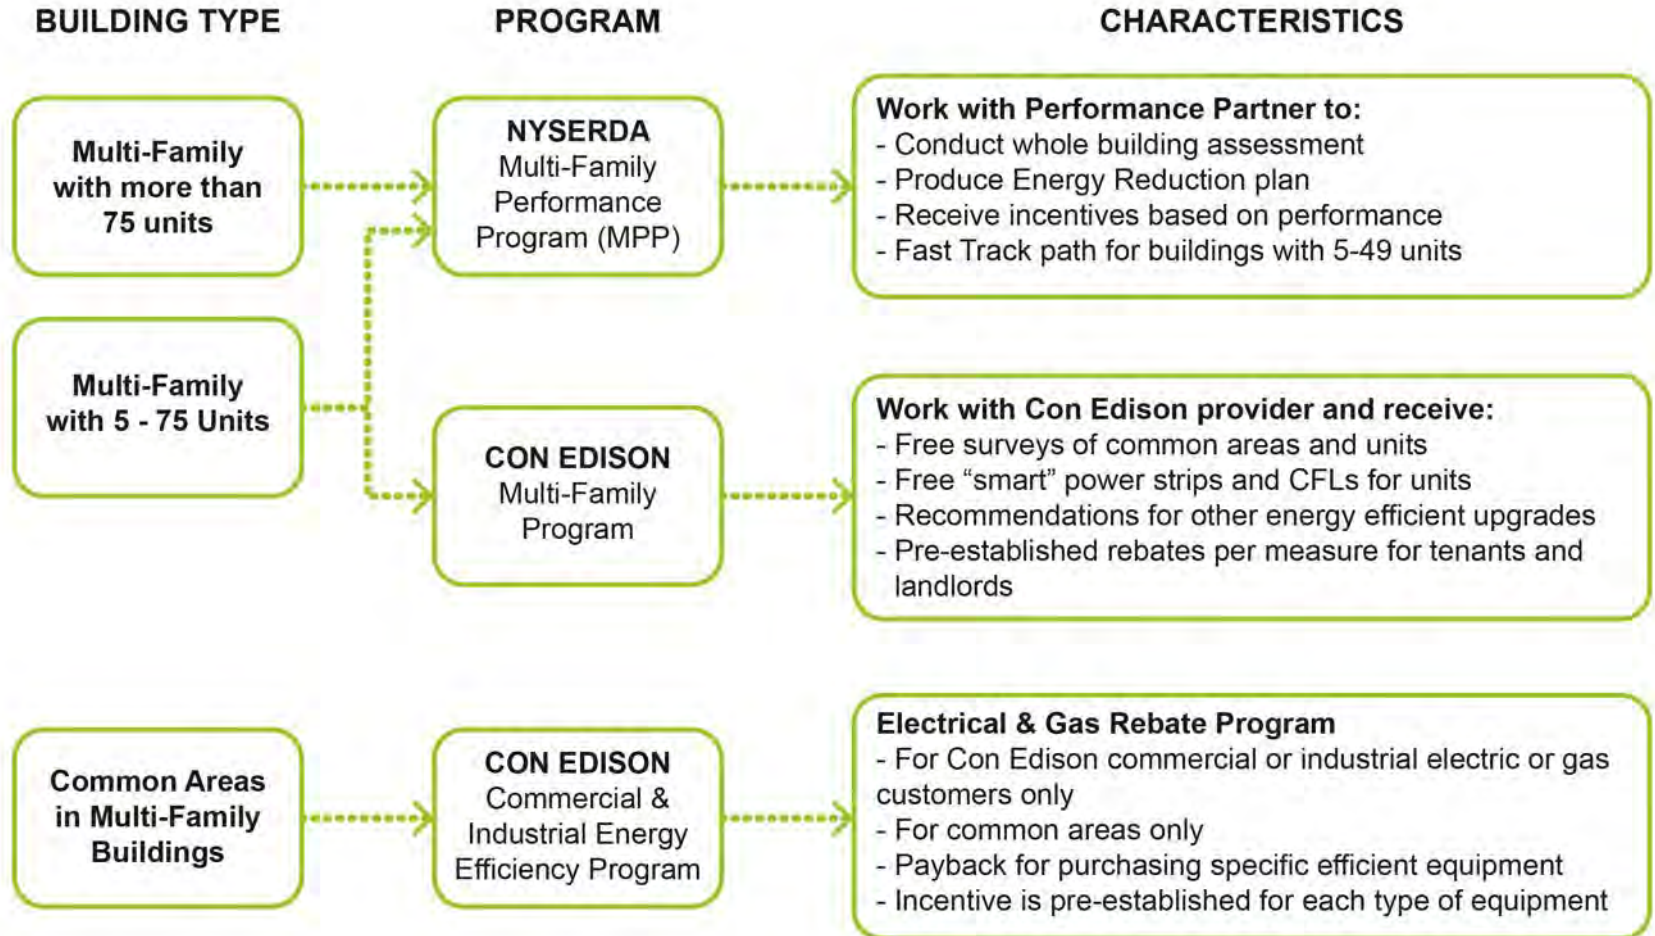 BUILDING TYPE
PROGRAM
CHARACTERISTICS
Multi-Family
with more than
75 units
NYSERDA
Multi-Family
Performance
Program (MPP)
Work with Performance Partner to:
- Conduct whole building assessment
- Produce Energy Reduction plan
- Receive incentives based on performance
- Fast Track path for buildings with 5-49 units
Multi-Family
with 5 - 75 Units
CON EDISON
Multi-Family
Program
Work with Con Edison provider and receive:
- Free surveys of common areas and units
- Free “smart” power strips and CFLs for units
- Recommendations for other energy efficient upgrades
- Pre-established rebates per measure for tenants and
landlords
Common Areas
in Multi-Family
Buildings
CON EDISON
Commercial &
Industrial Energy
Efficiency Program
Electrical & Gas Rebate Program
- For Con Edison commercial or industrial electric or gas
customers only
- For common areas only
- Payback for purchasing specific efficient equipment
- Incentive is pre-established for each type of equipment